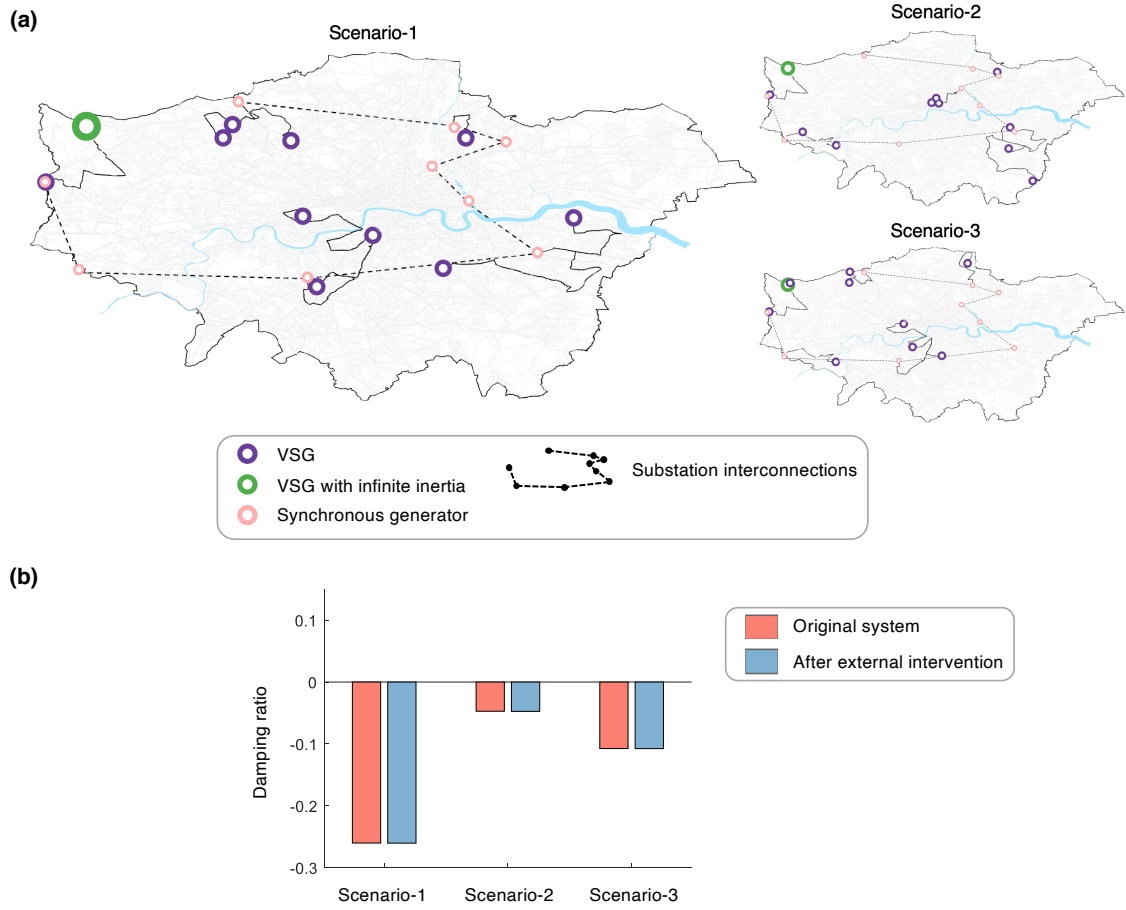 (a)
Scenario-1
Scenario-2
Scenario-3
VSG
VSG with infinite inertia
Synchronous generator
Substation interconnections
(b)
0.1
0
-0.1
-0.2
-0.3
Damping ratio
Scenario-1
Scenario-2
Scenario-3
Original system
After external intervention